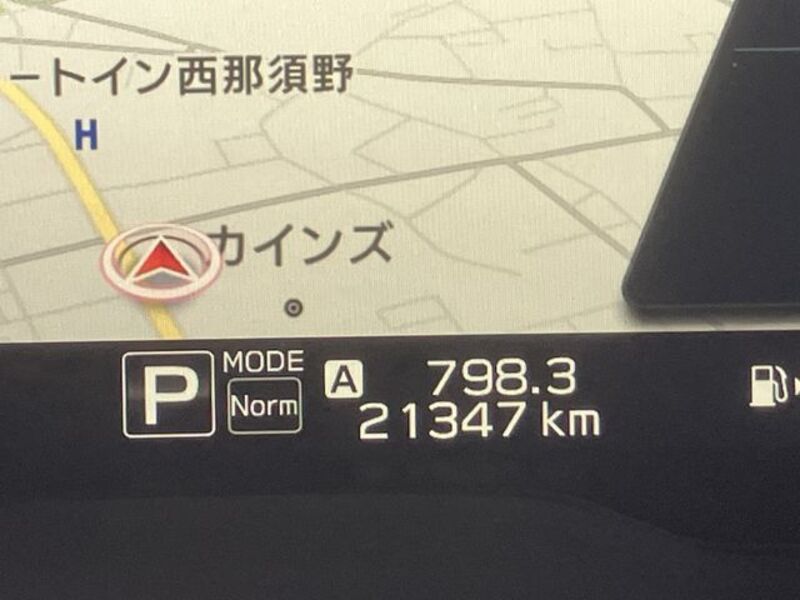 ートイン西那須野
H
カインズ
P
MODE
Norm
A 798.3
21347 km